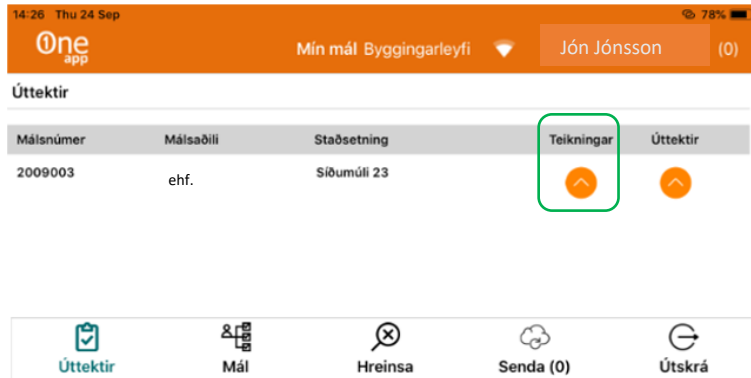 14:26 Thu 24 Sep
78%
One
app
Mín mál Byggingarleyfi
Jón Jónsson
(0)
Úttektir
Málsnúmer Málsaðili Staðsetning Teikningar Úttektir
2009003 ehf. Síðumúli 23
Úttektir Mál Hreinsa Senda (0) Útskrá